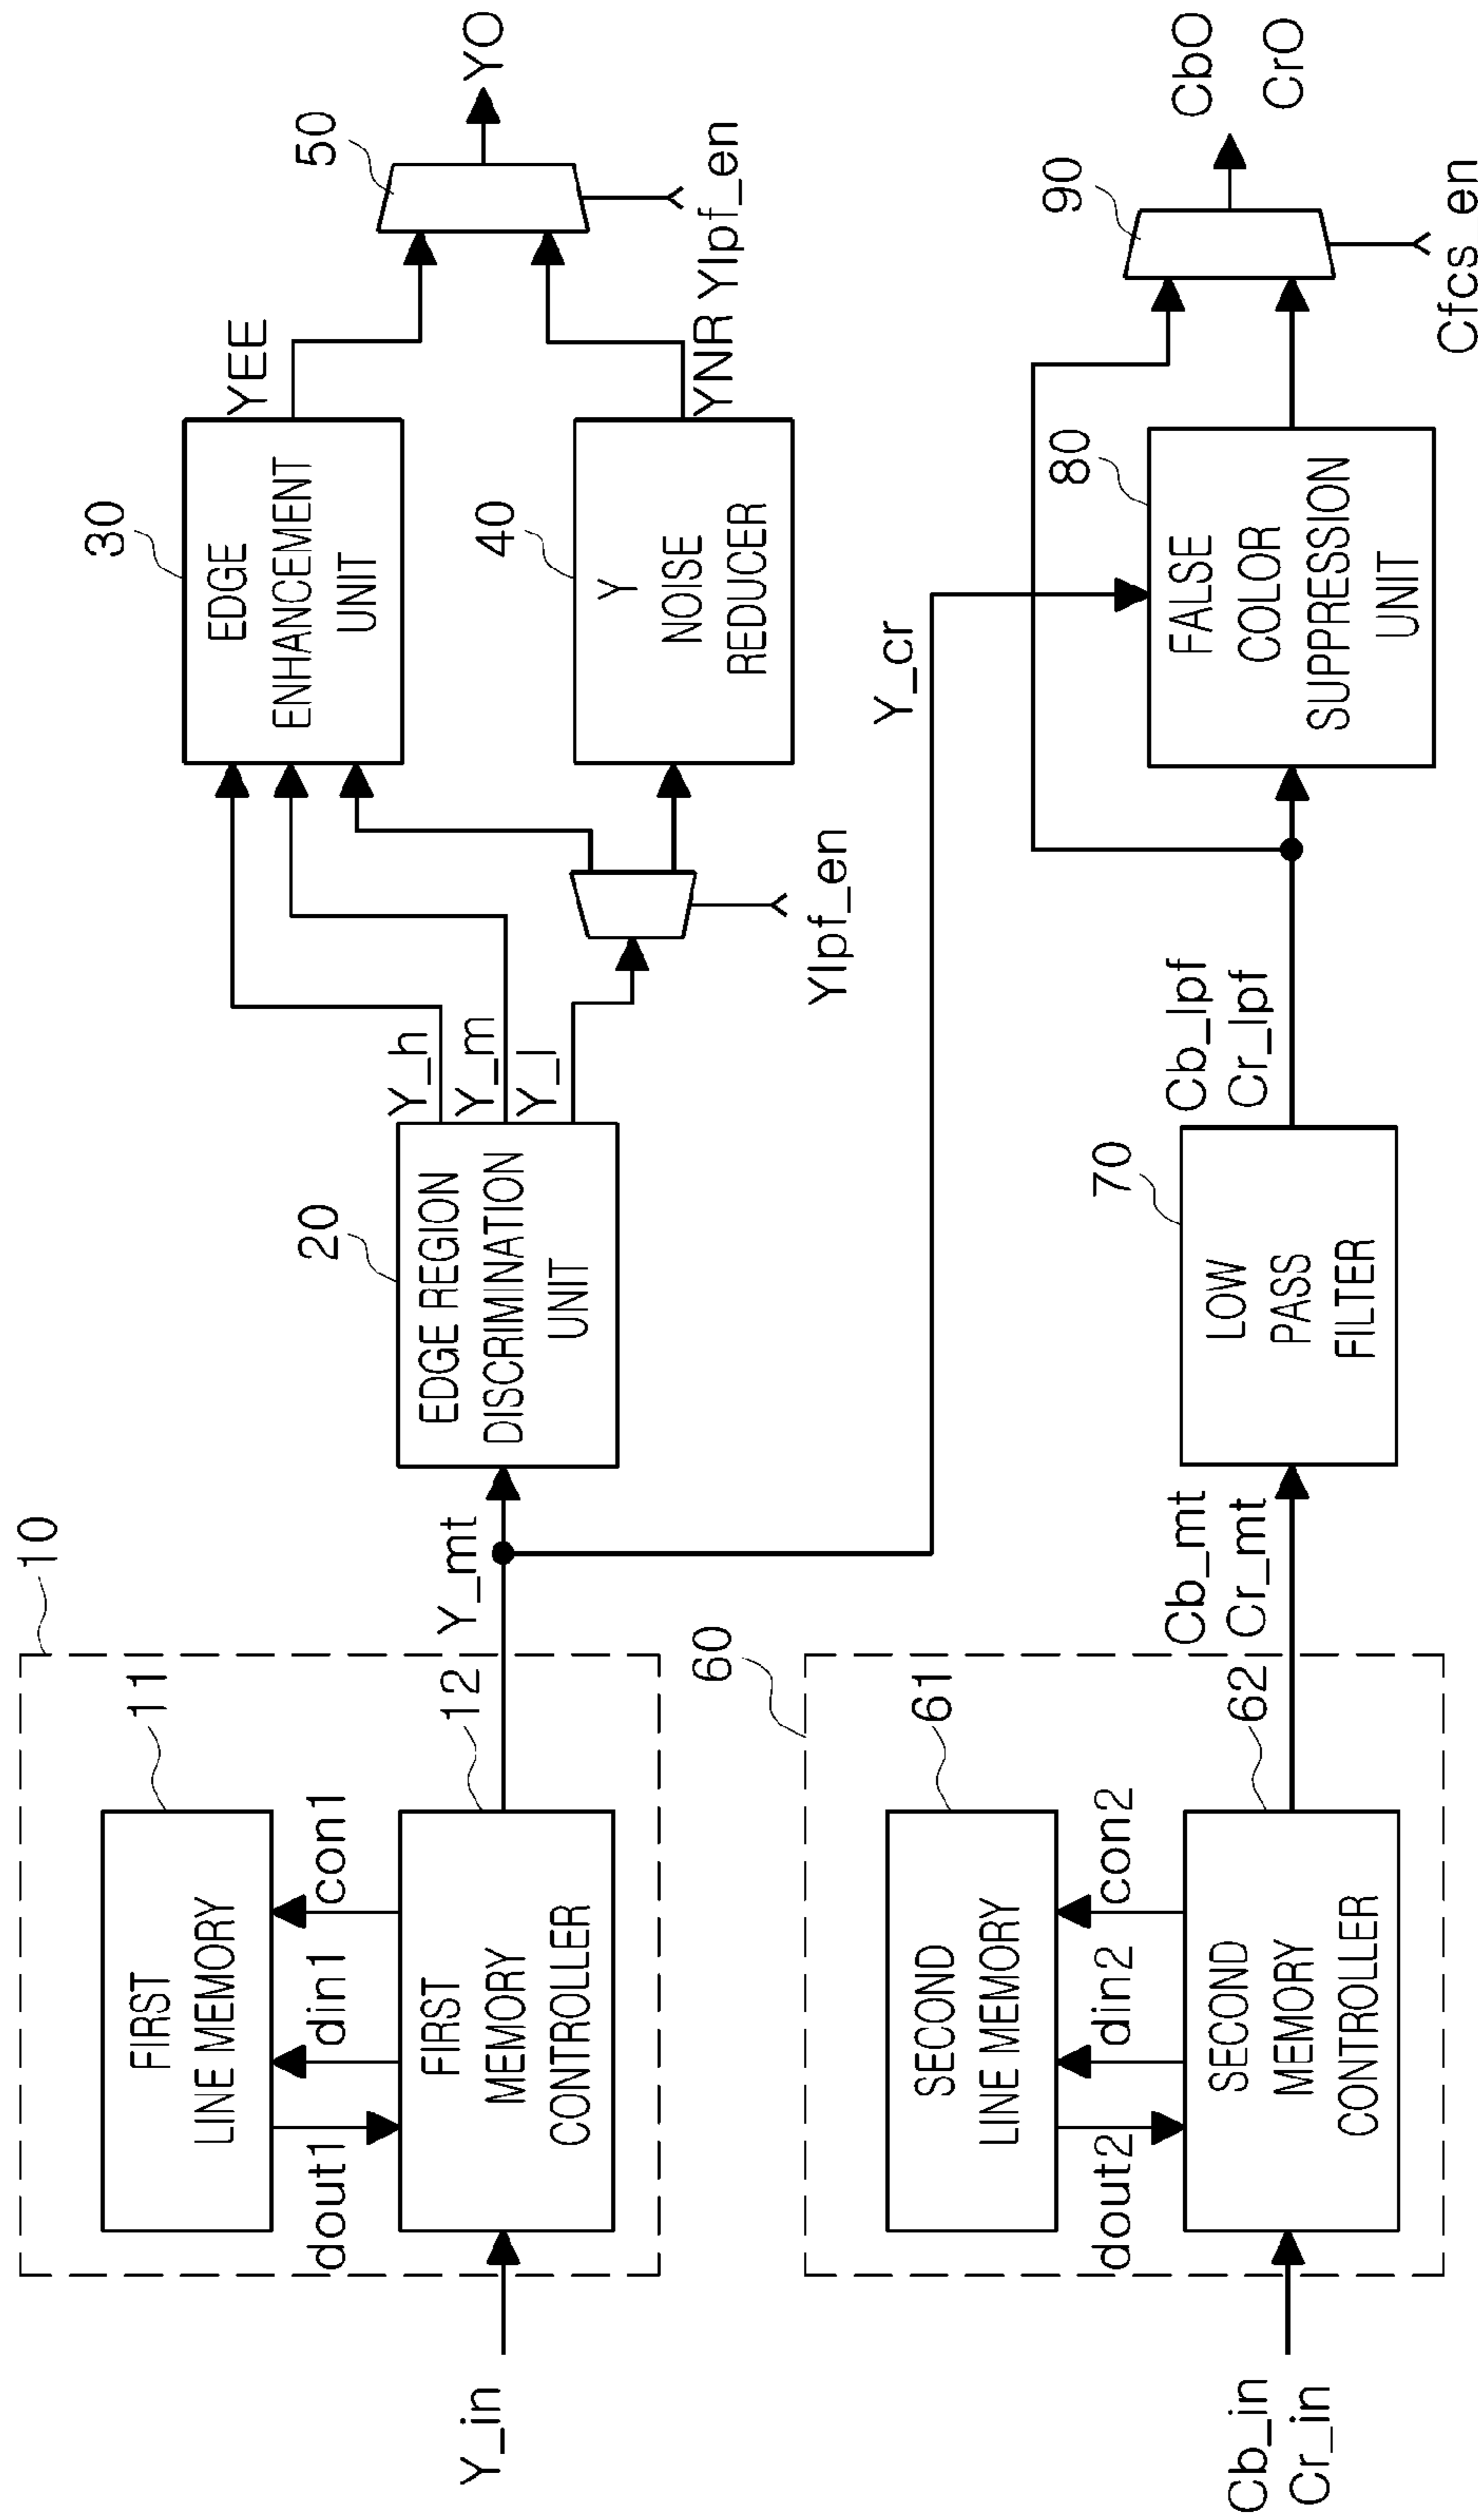 10
11
FIRST
LINE MEMORY
dout1
din1
con1
12
FIRST
MEMORY
CONTROLLER
Y_in
Y_mt
20
EDGE REGION
DISCRIMINATION
UNIT
Y_h
Y_m
Y_l
Ylpf_en
30
EDGE
ENHANCEMENT
UNIT
YEE
40
Y
NOISE
REDUCER
YNR
Ylpf_en
50
YO
Y_cr
60
61
SECOND
LINE MEMORY
dout2
din2
con2
62
SECOND
MEMORY
CONTROLLER
Cb_in
Cr_in
Cb_mt
Cr_mt
70
LOW
PASS
FILTER
Cb_lpf
Cr_lpf
80
FALSE
COLOR
SUPPRESSION
UNIT
90
Cfcs_en
CbO
CrO